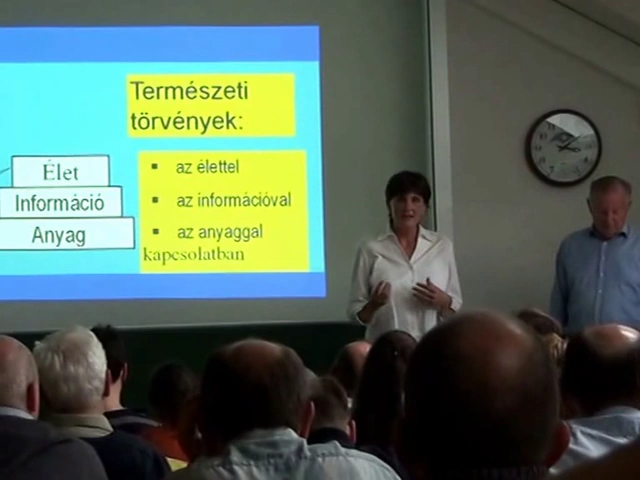 Természeti
törvények:
Élet
Információ
Anyag
▪ az élettel
▪ az információval
▪ az anyaggal
kapcsolatban